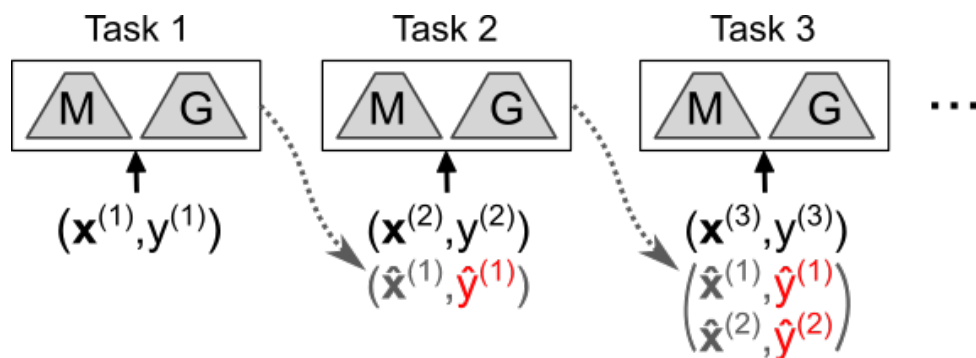 Task 1 Task 2 Task 3
M G M G M G ...
(x⁽¹⁾,y⁽¹⁾) (x⁽²⁾,y⁽²⁾) (x⁽³⁾,y⁽³⁾)
(x̂⁽¹⁾,ŷ⁽¹⁾) (x̂⁽¹⁾,ŷ⁽¹⁾
x̂⁽²⁾,ŷ⁽²⁾)